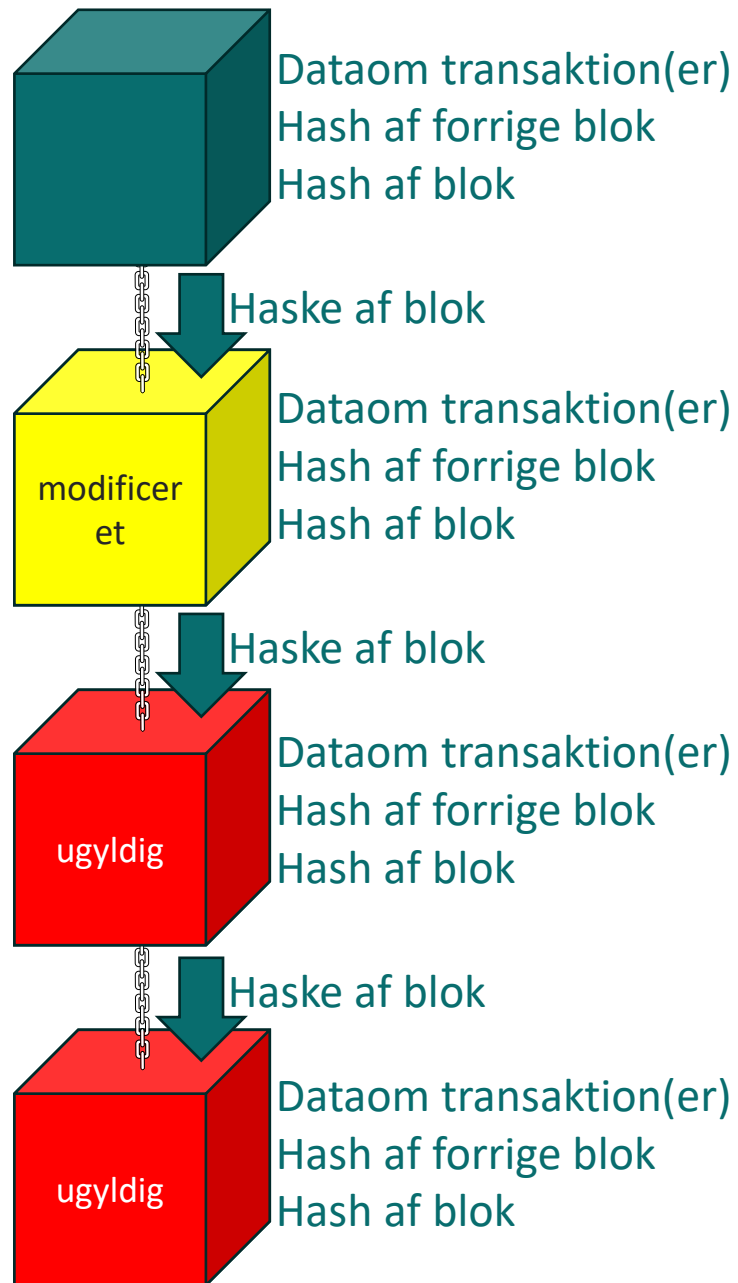 Dataom transaktion(er)
Hash af forrige blok
Hash af blok
Haske af blok
modificer
et
Dataom transaktion(er)
Hash af forrige blok
Hash af blok
Haske af blok
ugyldig
Dataom transaktion(er)
Hash af forrige blok
Hash af blok
Haske af blok
ugyldig
Dataom transaktion(er)
Hash af forrige blok
Hash af blok